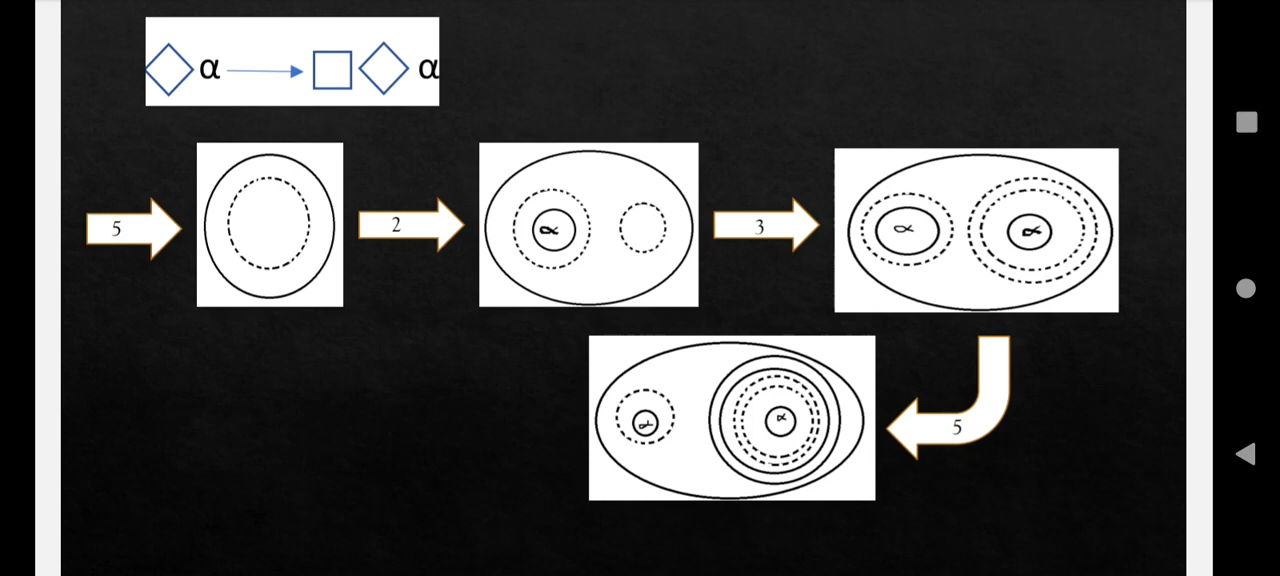 ◇ α → □ ◇ α
5 2 3
α α α
5
α α